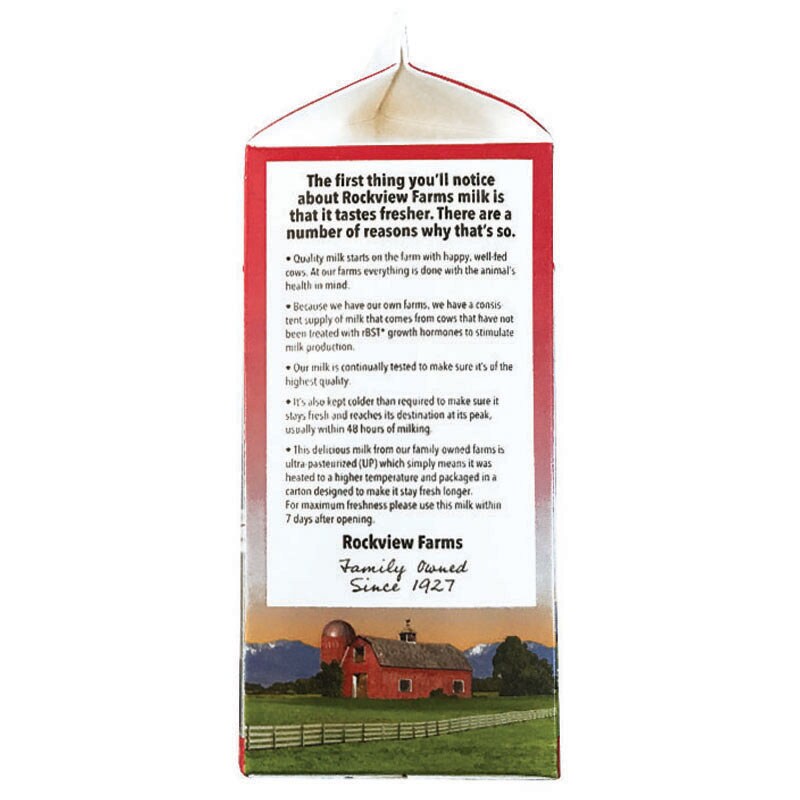 The first thing you'll notice
about Rockview Farms milk is
that it tastes fresher. There are a
number of reasons why that's so.
• Quality milk starts on the farm with happy, well-fed
cows. At our farms everything is done with the animal's
health in mind.
• Because we have our own farms, we have a consis-
tent supply of milk that comes from cows that have not
been treated with rBST* growth hormones to stimulate
milk production.
• Our milk is continually tested to make sure it's of the
highest quality.
• It's also kept colder than required to make sure it
stays fresh and reaches its destination at its peak,
usually within 48 hours of milking.
• This delicious milk from our family owned farms is
ultra-pasteurized (UP) which simply means it was
heated to a higher temperature and packaged in a
carton designed to make it stay fresh longer.
For maximum freshness please use this milk within
7 days after opening.
Rockview Farms
Family Owned
Since 1927